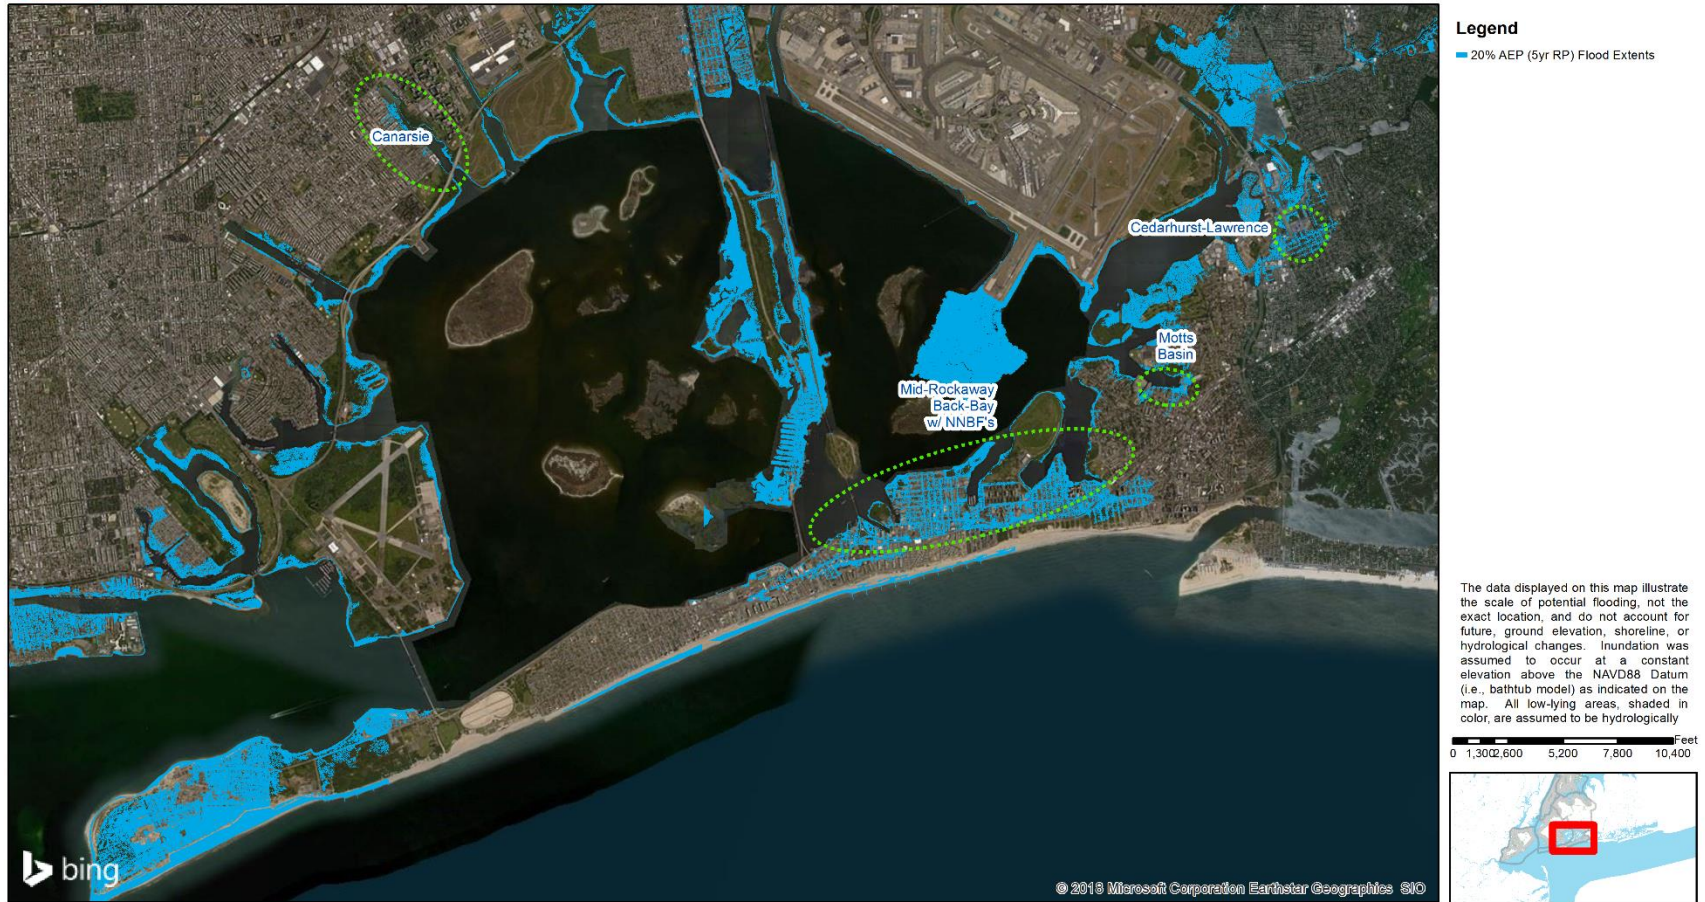 Canarsie
Cedarhurst-Lawrence
Motts
Basin
Mid-Rockaway
Back-Bay
w/ NNBF's
bing
© 2018 Microsoft Corporation Earthstar Geographics SIO
Legend
20% AEP (5yr RP) Flood Extents
The data displayed on this map illustrate
the scale of potential flooding, not the
exact location, and do not account for
future, ground elevation, shoreline, or
hydrological changes. Inundation was
assumed to occur at a constant
elevation above the NAVD88 Datum
(i.e., bathtub model) as indicated on the
map. All low-lying areas, shaded in
color, are assumed to be hydrologically
Feet
0 1,300 2,600 5,200 7,800 10,400